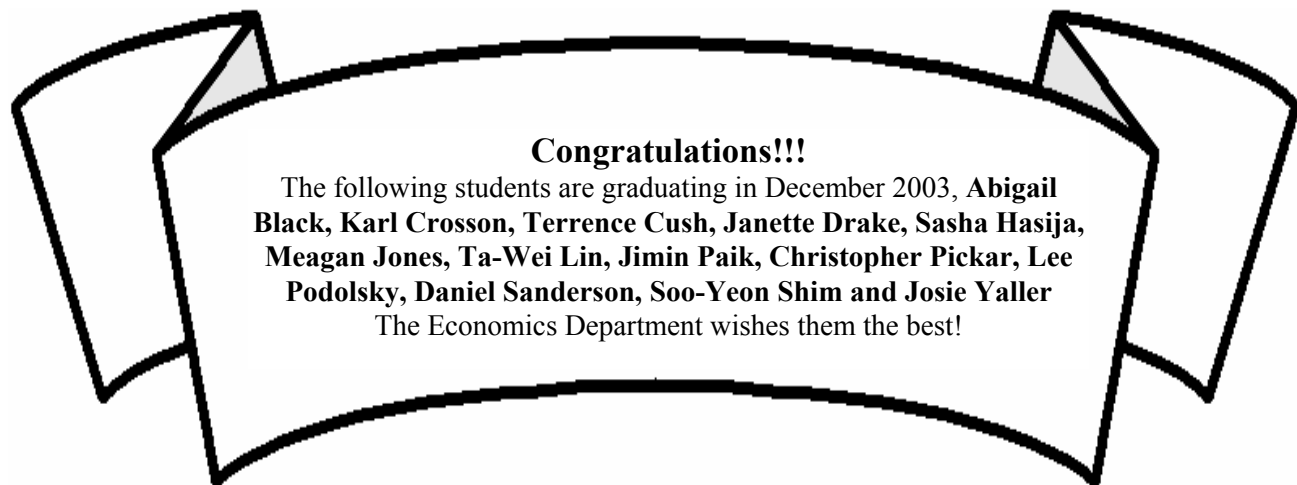 Congratulations!!!
The following students are graduating in December 2003, Abigail
Black, Karl Crosson, Terrence Cush, Janette Drake, Sasha Hasija,
Meagan Jones, Ta-Wei Lin, Jimin Paik, Christopher Pickar, Lee
Podolsky, Daniel Sanderson, Soo-Yeon Shim and Josie Yaller
The Economics Department wishes them the best!